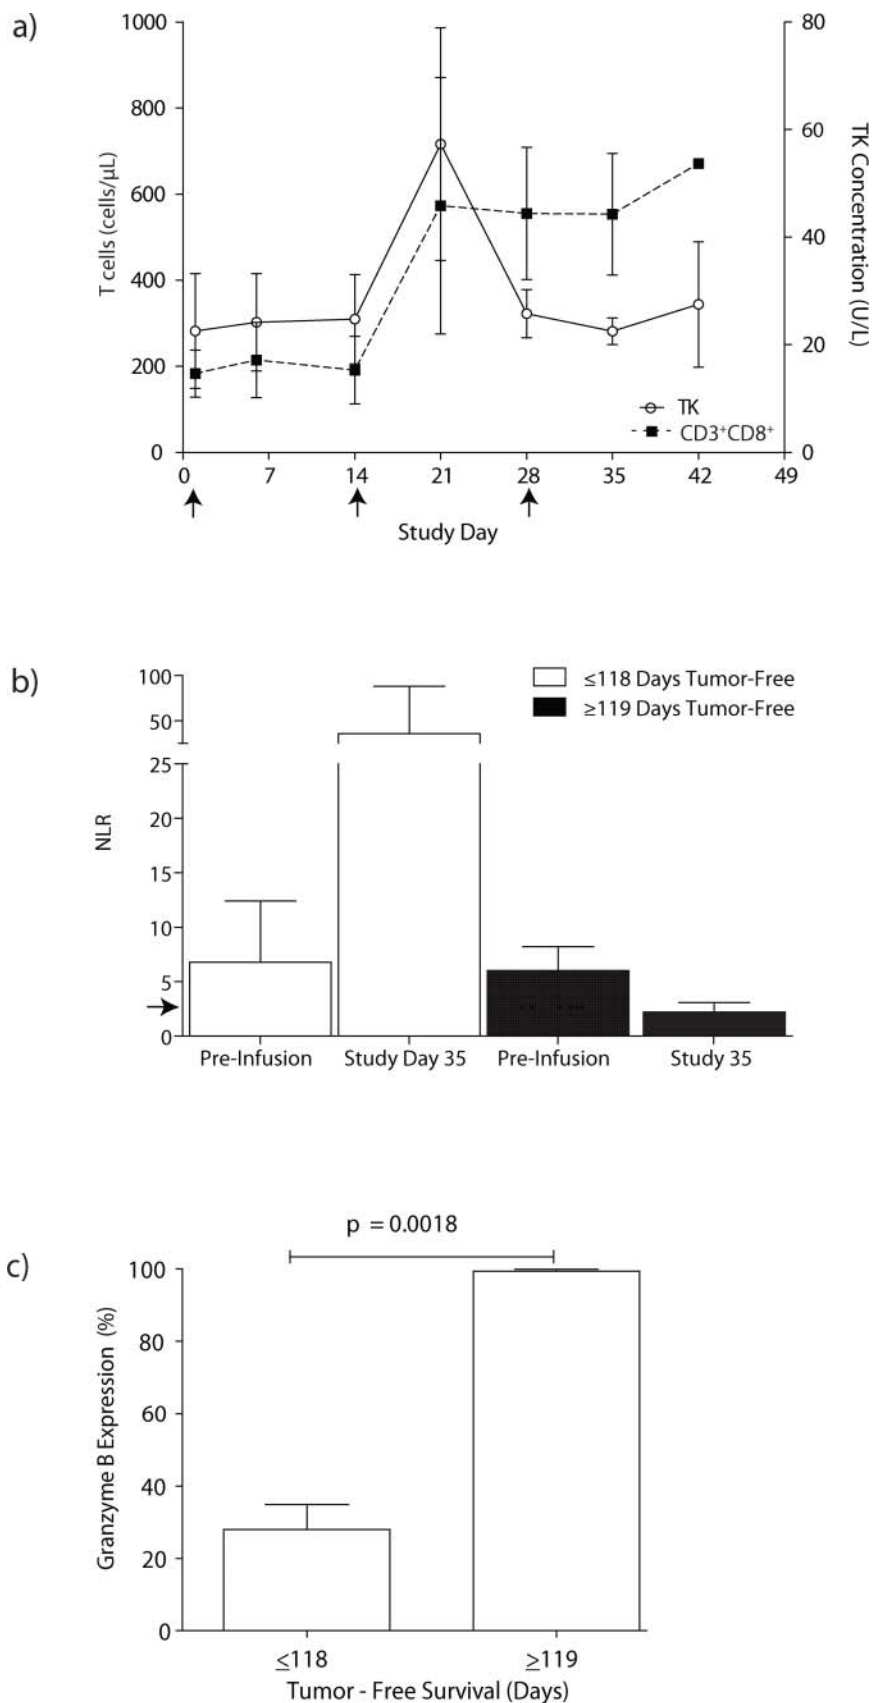 a)
1000
800
600
400
200
0
T cells (cells/µL)
80
60
40
20
0
TK Concentration (U/L)
TK
CD3⁺CD8⁺
0 7 14 21 28 35 42 49
Study Day
b)
100
50
25
20
15
10
5
0
NLR
≤118 Days Tumor-Free
≥119 Days Tumor-Free
Pre-Infusion Study Day 35 Pre-Infusion Study 35
c)
p = 0.0018
100
80
60
40
20
0
Granzyme B Expression (%)
≤118 ≥119
Tumor - Free Survival (Days)